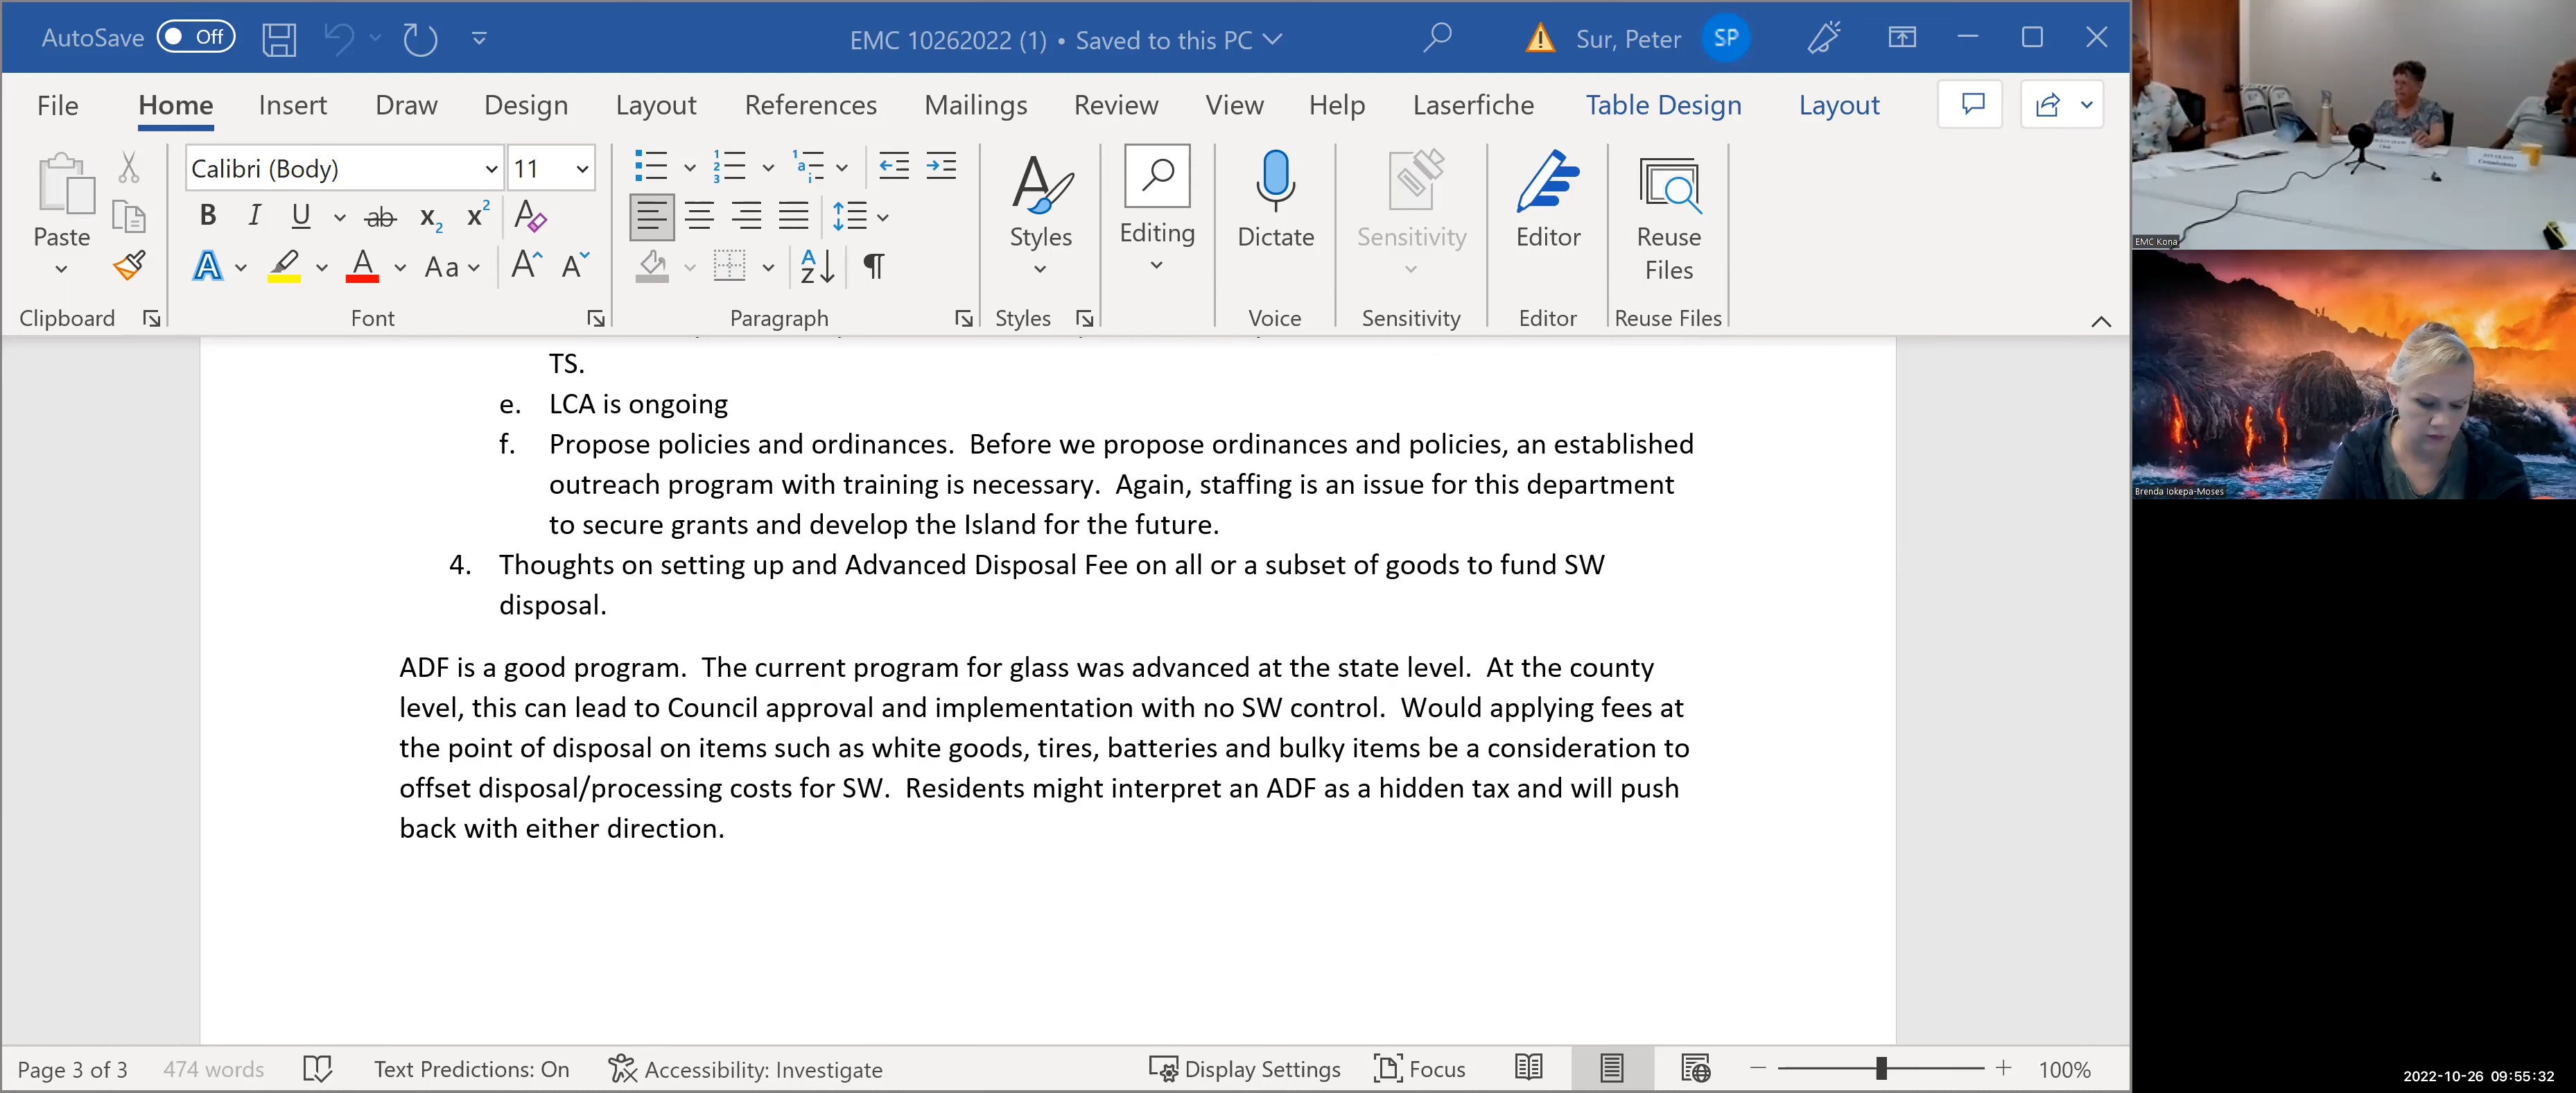 AutoSave Off EMC 10262022 (1) • Saved to this PC Sur, Peter SP
File Home Insert Draw Design Layout References Mailings Review View Help Laserfiche Table Design Layout
Paste
Calibri (Body) 11
B I U ab x2 x2 A
A A Aa A A
A Z ¶
Styles Editing Dictate Sensitivity Editor Reuse Files
Clipboard Font Paragraph Styles Voice Sensitivity Editor Reuse Files
TS.
e. LCA is ongoing
f. Propose policies and ordinances. Before we propose ordinances and policies, an established
outreach program with training is necessary. Again, staffing is an issue for this department
to secure grants and develop the Island for the future.
4. Thoughts on setting up and Advanced Disposal Fee on all or a subset of goods to fund SW
disposal.
ADF is a good program. The current program for glass was advanced at the state level. At the county
level, this can lead to Council approval and implementation with no SW control. Would applying fees at
the point of disposal on items such as white goods, tires, batteries and bulky items be a consideration to
offset disposal/processing costs for SW. Residents might interpret an ADF as a hidden tax and will push
back with either direction.
Page 3 of 3 474 words Text Predictions: On Accessibility: Investigate Display Settings Focus 100%
EMC Kona
Brenda Iokepa-Moses
2022-10-26 09:55:32